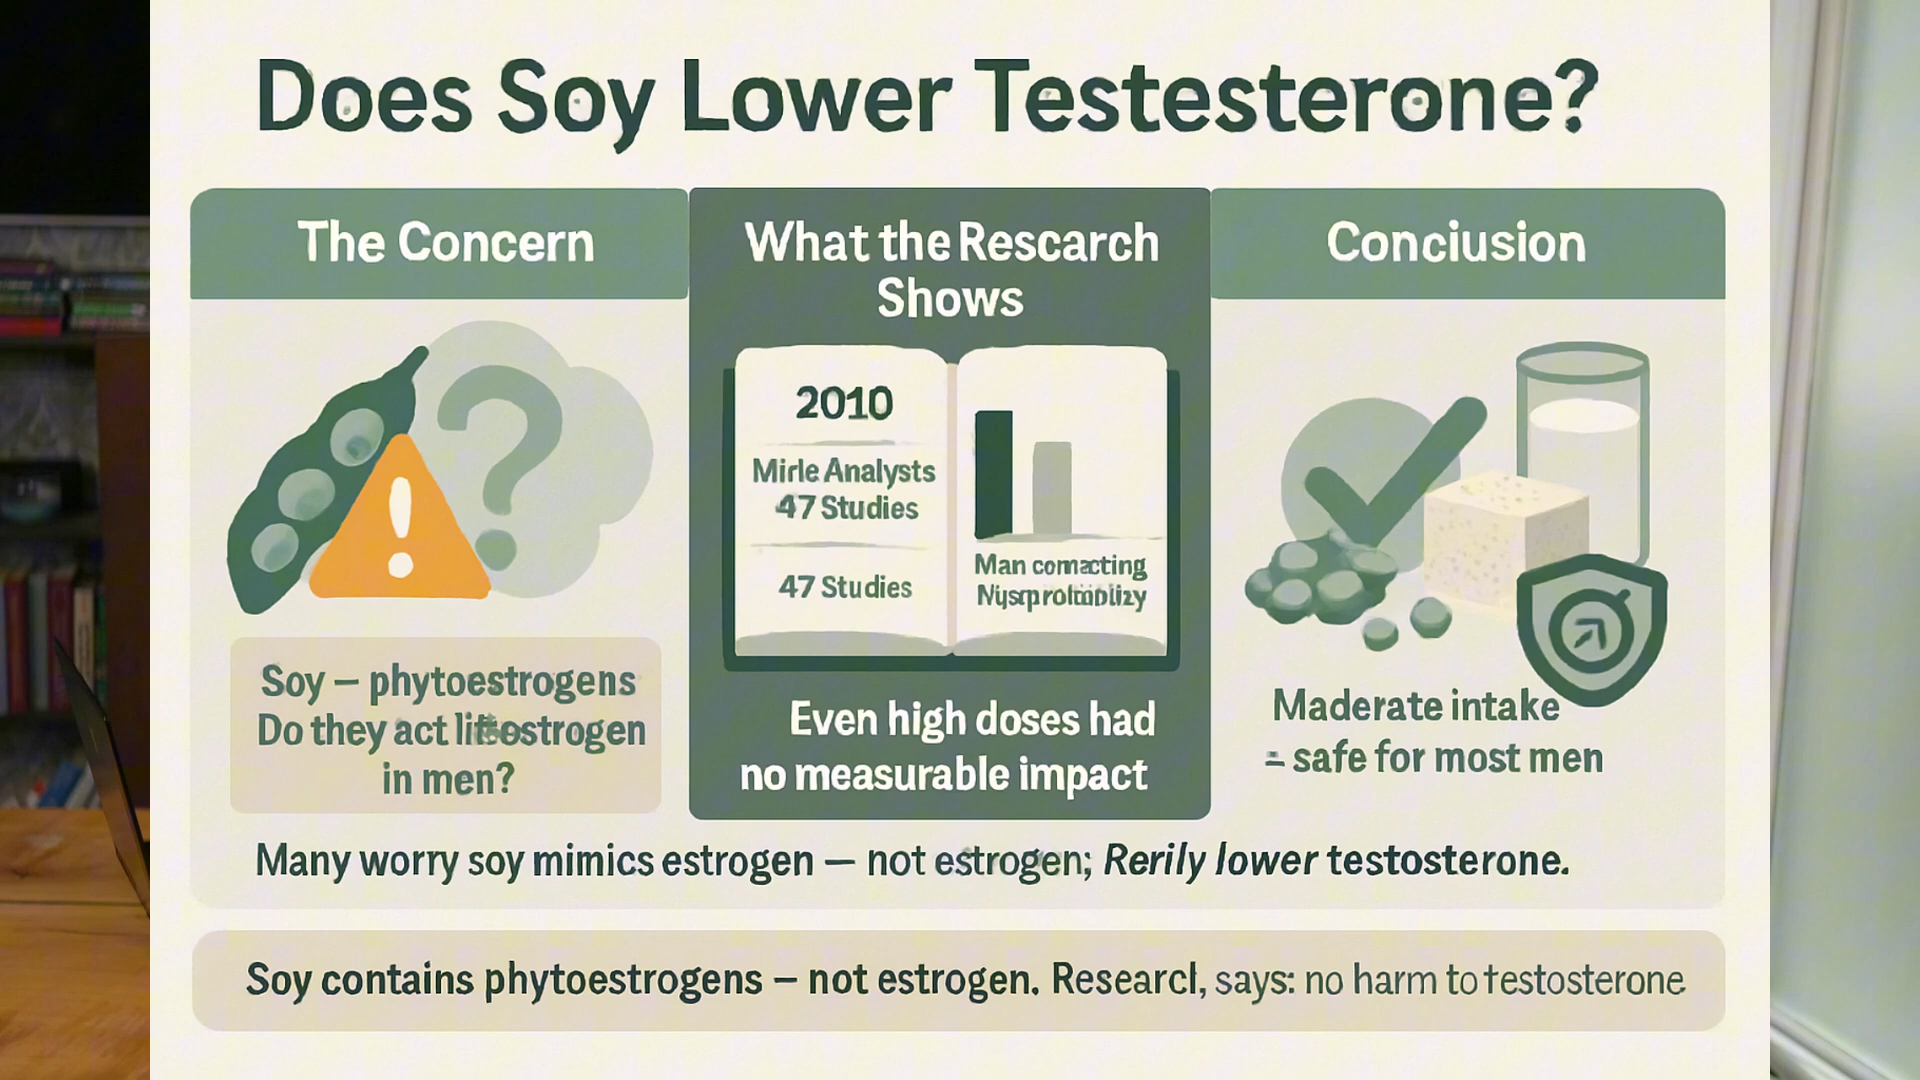 Does Soy Lower Testesterone?
The Concern
What the Rescarch
Shows
Conciusion
2010
Mirle Analysts
47 Studies
47 Studies
Man comacting
Soy – phytoestrogens
Do they act
in men?
Even high doses had
no measurable impact
Maderate intake
= safe for most men
Many worry soy mimics estrogen – not estrogen; Rerily lower testosterone.
Soy contains phytoestrogens – not estrogen. Researcl, says: no harm to testosterone